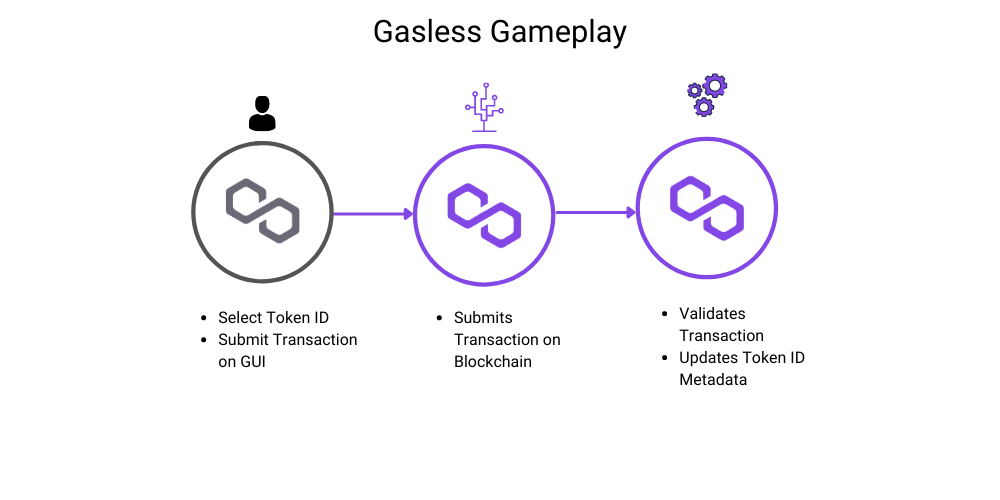 Gasless Gameplay
• Select Token ID
• Submit Transaction
on GUI
• Submits
Transaction on
Blockchain
• Validates
Transaction
• Updates Token ID
Metadata